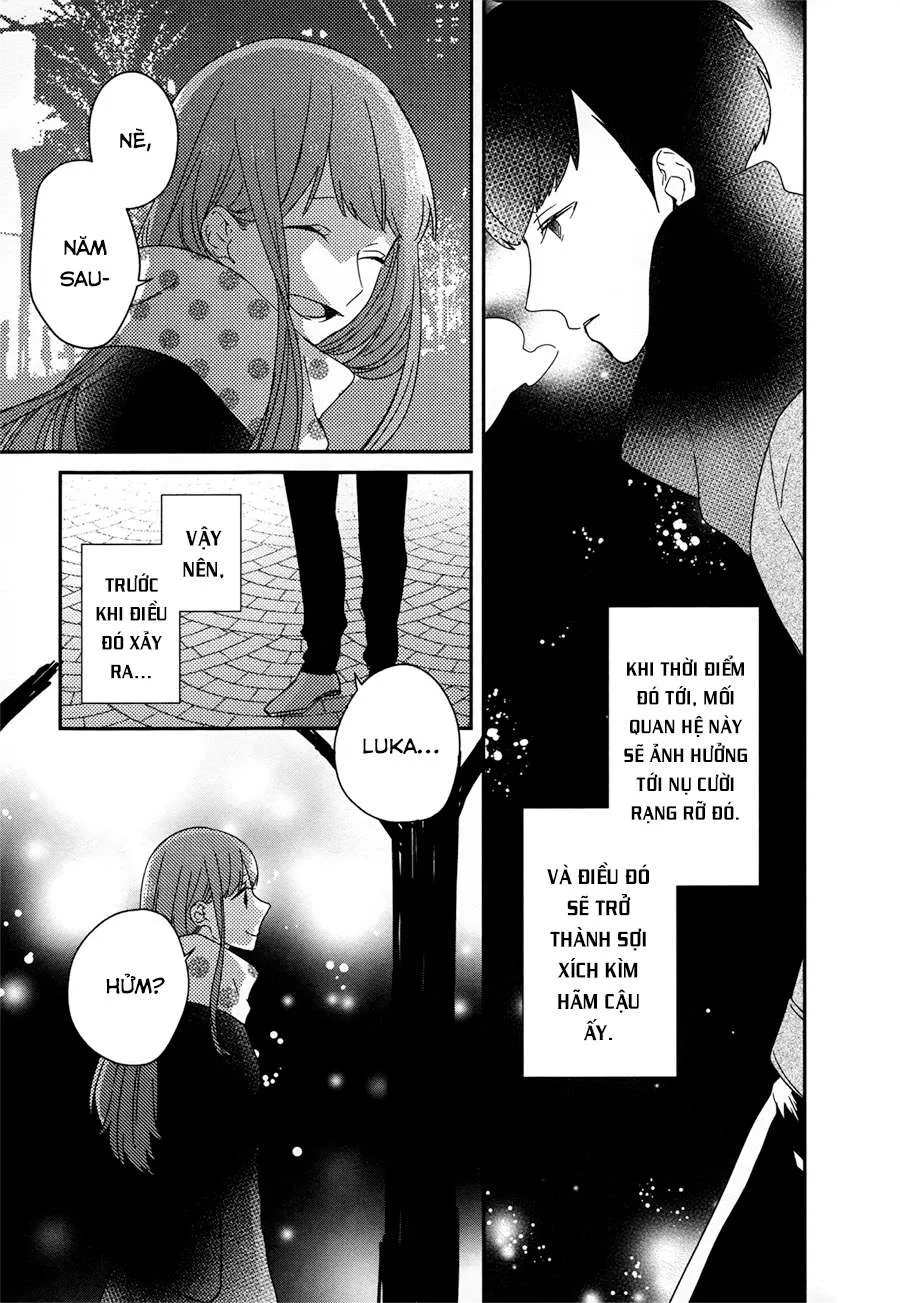 KHI THỜI ĐIỂM
ĐÓ TỚI, MỐI
QUAN HỆ NÀY
SẼ ẢNH HƯỞNG
TỚI NỤ CƯỜI
RẠNG RỠ ĐÓ.
VÀ ĐIỀU ĐÓ
SẼ TRỞ
THÀNH SỢI
XÍCH KÌM
HÃM CẬU
ẤY.
NÈ,
NĂM
SAU-
VẬY
NÊN,
TRƯỚC
KHI ĐIỀU
ĐÓ XẢY
RA...
LUKA...
HỬM?